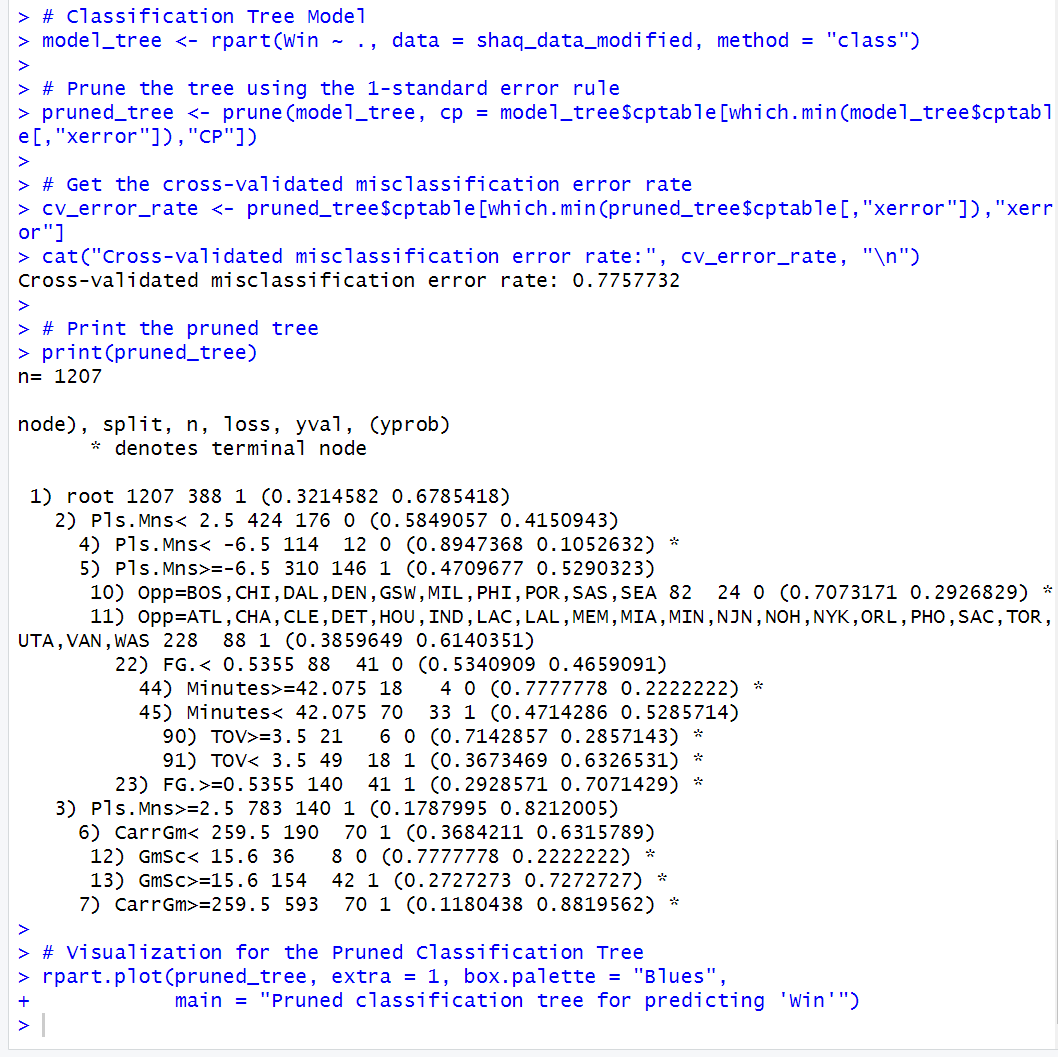 > # Classification Tree Model
> model_tree <- rpart(Win ~ ., data = shaq_data_modified, method = "class")
>
> # Prune the tree using the 1-standard error rule
> pruned_tree <- prune(model_tree, cp = model_tree$cptable[which.min(model_tree$cptabl
e[,"xerror"]),"CP"])
>
> # Get the cross-validated misclassification error rate
> cv_error_rate <- pruned_tree$cptable[which.min(pruned_tree$cptable[,"xerror"]),"xerr
or"]
> cat("Cross-validated misclassification error rate:", cv_error_rate, "\n")
Cross-validated misclassification error rate: 0.7757732
>
> # Print the pruned tree
> print(pruned_tree)
n= 1207

node), split, n, loss, yval, (yprob)
      * denotes terminal node

 1) root 1207 388 1 (0.3214582 0.6785418)
   2) Pls.Mns< 2.5 424 176 0 (0.5849057 0.4150943)
     4) Pls.Mns< -6.5 114  12 0 (0.8947368 0.1052632) *
     5) Pls.Mns>=-6.5 310 146 1 (0.4709677 0.5290323)
      10) Opp=BOS,CHI,DAL,DEN,GSW,MIL,PHI,POR,SAS,SEA 82  24 0 (0.7073171 0.2926829) *
      11) Opp=ATL,CHA,CLE,DET,HOU,IND,LAC,LAL,MEM,MIA,MIN,NJN,NOH,NYK,ORL,PHO,SAC,TOR,
UTA,VAN,WAS 228  88 1 (0.3859649 0.6140351)
        22) FG.< 0.5355 88  41 0 (0.5340909 0.4659091)
          44) Minutes>=42.075 18   4 0 (0.7777778 0.2222222) *
          45) Minutes< 42.075 70  33 1 (0.4714286 0.5285714)
            90) TOV>=3.5 21   6 0 (0.7142857 0.2857143) *
            91) TOV< 3.5 49  18 1 (0.3673469 0.6326531) *
        23) FG.>=0.5355 140  41 1 (0.2928571 0.7071429) *
   3) Pls.Mns>=2.5 783 140 1 (0.1787995 0.8212005)
     6) CarrGm< 259.5 190  70 1 (0.3684211 0.6315789)
      12) GmSc< 15.6 36   8 0 (0.7777778 0.2222222) *
      13) GmSc>=15.6 154  42 1 (0.2727273 0.7272727) *
     7) CarrGm>=259.5 593  70 1 (0.1180438 0.8819562) *
>
> # Visualization for the Pruned Classification Tree
> rpart.plot(pruned_tree, extra = 1, box.palette = "Blues",
+            main = "Pruned classification tree for predicting 'Win'")
>